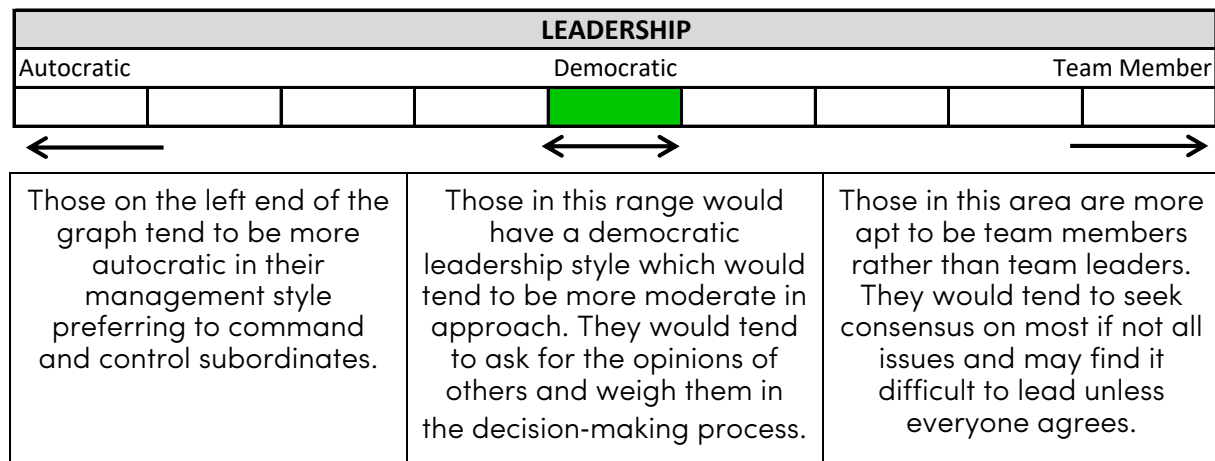 LEADERSHIP
Autocratic Democratic Team Member
Those on the left end of the
graph tend to be more
autocratic in their
management style
preferring to command
and control subordinates.
Those in this range would
have a democratic
leadership style which would
tend to be more moderate in
approach. They would tend
to ask for the opinions of
others and weigh them in
the decision-making process.
Those in this area are more
apt to be team members
rather than team leaders.
They would tend to seek
consensus on most if not all
issues and may find it
difficult to lead unless
everyone agrees.